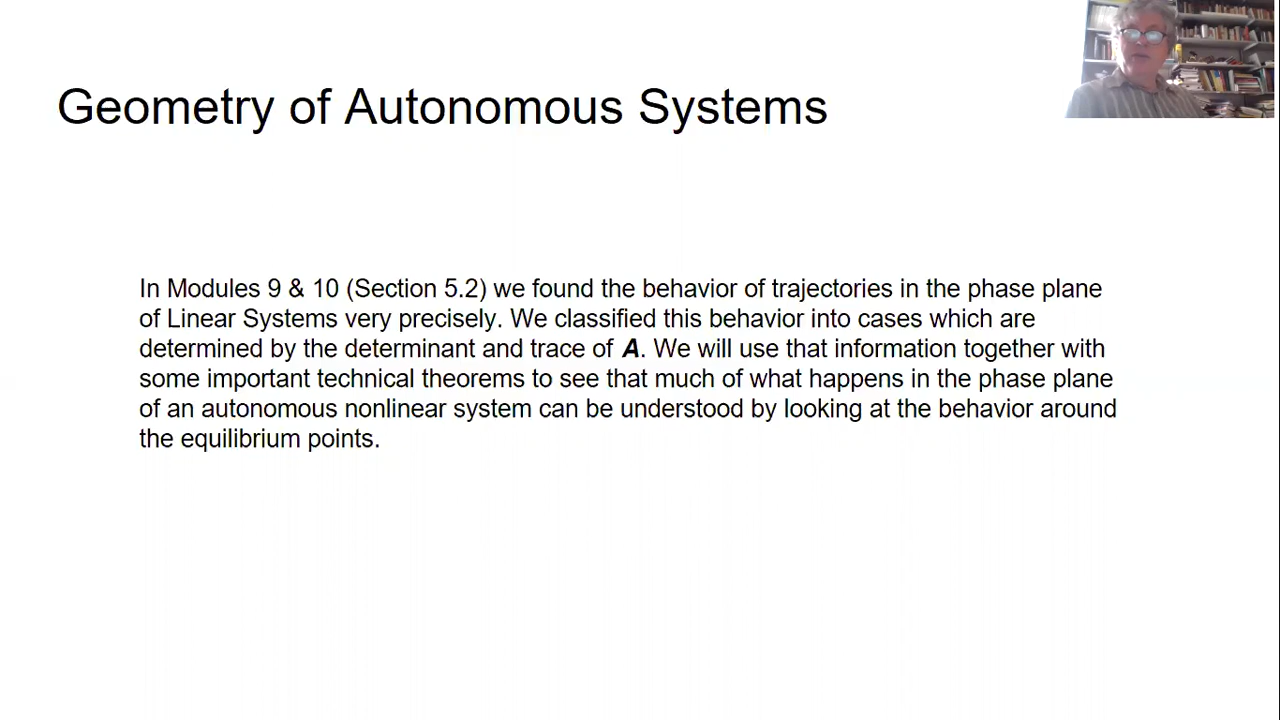 Geometry of Autonomous Systems
In Modules 9 & 10 (Section 5.2) we found the behavior of trajectories in the phase plane
of Linear Systems very precisely. We classified this behavior into cases which are
determined by the determinant and trace of A. We will use that information together with
some important technical theorems to see that much of what happens in the phase plane
of an autonomous nonlinear system can be understood by looking at the behavior around
the equilibrium points.